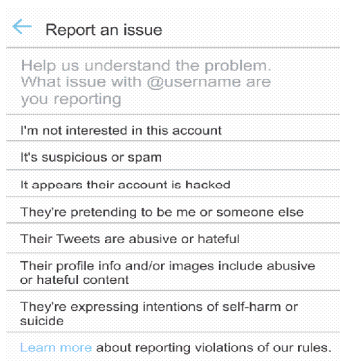 Report an issue
Help us understand the problem.
What issue with @username are
you reporting
I'm not interested in this account
It's suspicious or spam
It appears their account is hacked
They're pretending to be me or someone else
Their Tweets are abusive or hateful
Their profile info and/or images include abusive
or hateful content
They're expressing intentions of self-harm or
suicide
Learn more about reporting violations of our rules.